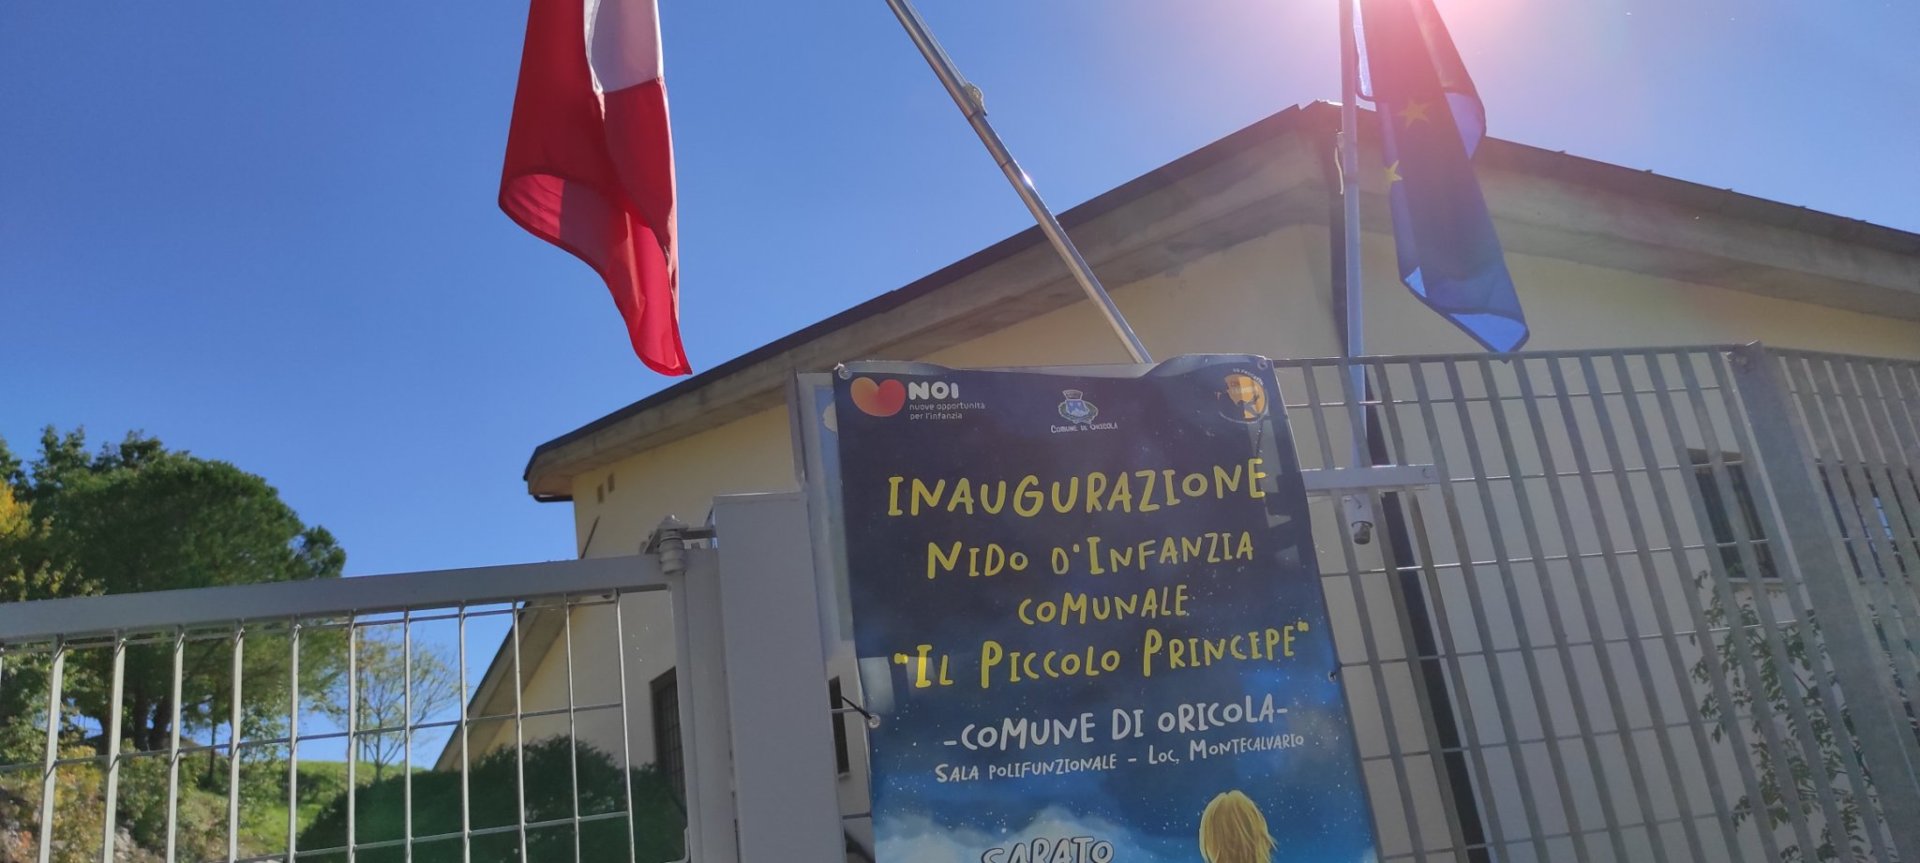 NOI
nuove opportunità
per l'infanzia
COMUNE DI ORICOLA
INAUGURAZIONE
NIDO D'INFANZIA
COMUNALE
"IL PICCOLO PRINCIPE"
-COMUNE DI ORICOLA-
SALA POLIFUNZIONALE - LOC. MONTECALVARIO
SABATO